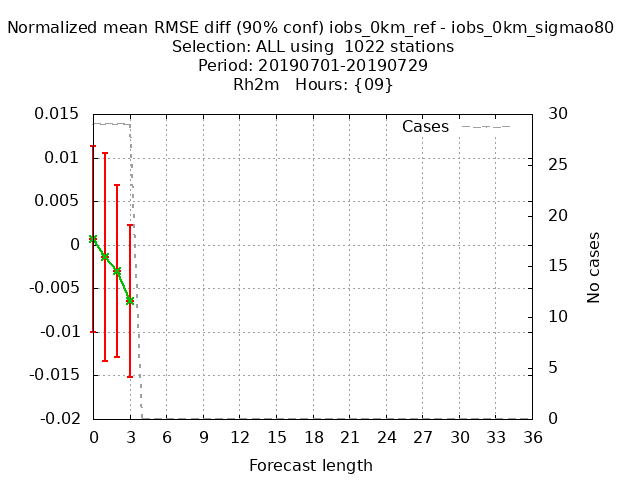 Normalized mean RMSE diff (90% conf) iobs_0km_ref - iobs_0km_sigmao80
Selection: ALL using  1022 stations
Period: 20190701-20190729
Rh2m   Hours: {09}
Cases
0.015
0.01
0.005
0
-0.005
-0.01
-0.015
-0.02
30
25
20
15
10
5
0
No cases
0 3 6 9 12 15 18 21 24 27 30 33 36
Forecast length